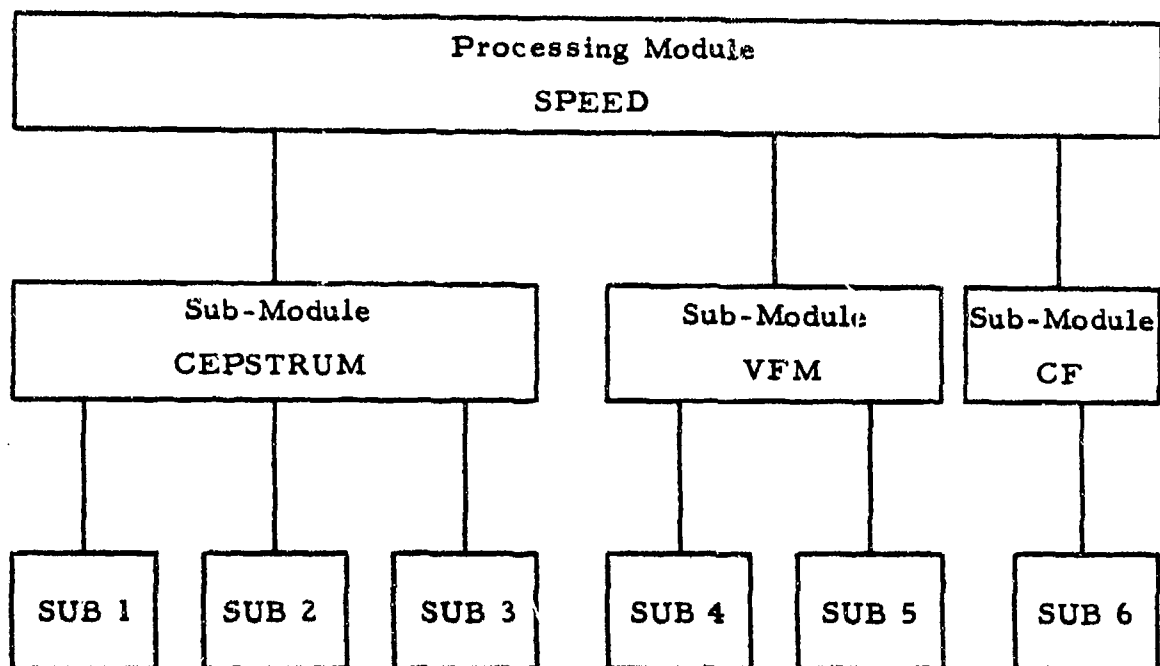 Processing Module
SPEED
Sub-Module
CEPSTRUM
Sub-Module
VFM
Sub-Module
CF
SUB 1
SUB 2
SUB 3
SUB 4
SUB 5
SUB 6